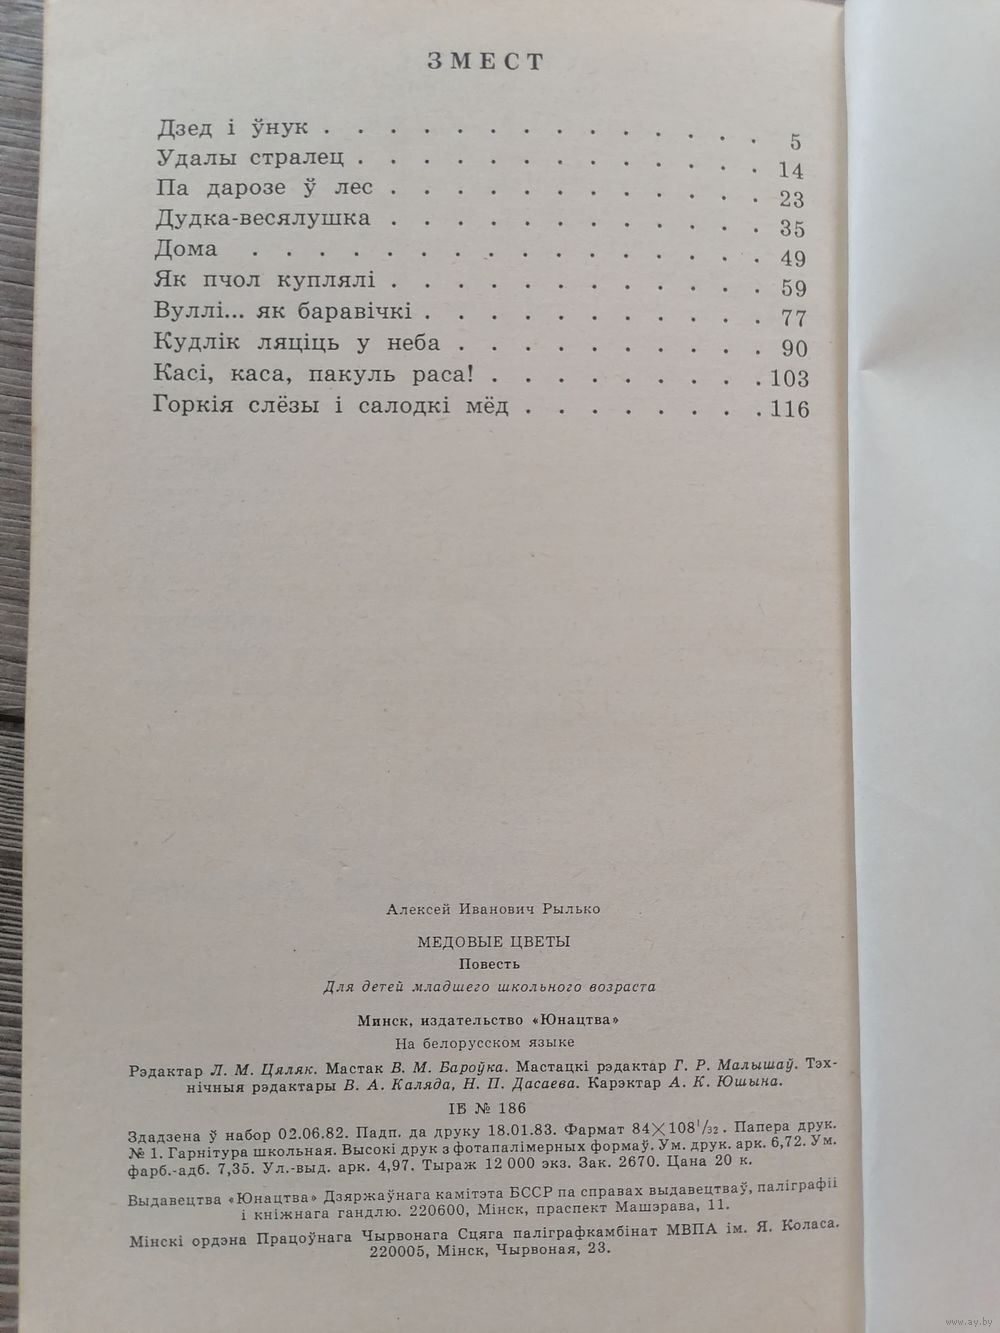 ЗМЕСТ
Дзед і ўнук . . . . . . . . . . . . . . 5
Удалы стралец . . . . . . . . . . . . . 14
Па дарозе ў лес . . . . . . . . . . . . 23
Дудка-весялушка . . . . . . . . . . . . 35
Дома . . . . . . . . . . . . . . . . 49
Як пчол куплялі . . . . . . . . . . . . 59
Вуллі... як баравічкі . . . . . . . . . . . 77
Кудлік ляціць у неба . . . . . . . . . . 90
Касі, каса, пакуль раса! . . . . . . . . . 103
Горкія слёзы і салодкі мёд . . . . . . . . 116
Алексей Иванович Рылько
МЕДОВЫЕ ЦВЕТЫ
Повесть
Для детей младшего школьного возраста
Минск, издательство «Юнацтва»
На белорусском языке
Рэдактар Л. М. Цяляк. Мастак В. М. Бароўка. Мастацкі рэдактар Г. Р. Малышаў. Тэх-
нічныя рэдактары В. А. Каляда, Н. П. Дасаева. Карэктар А. К. Юшына.
ІБ № 186
Здадзена ў набор 02.06.82. Падп. да друку 18.01.83. Фармат 84×108¹/₃₂. Папера друк.
№ 1. Гарнітура школьная. Высокі друк з фотапалімерных формаў. Ум. друк. арк. 6,72. Ум.
фарб.-адб. 7,35. Ул.-выд. арк. 4,97. Тыраж 12 000 экз. Зак. 2670. Цана 20 к.
Выдавецтва «Юнацтва» Дзяржаўнага камітэта БССР па справах выдавецтваў, паліграфіі
і кніжнага гандлю. 220600, Мінск, праспект Машэрава, 11.
Мінскі ордэна Працоўнага Чырвонага Сцяга паліграфкамбінат МВПА ім. Я. Коласа.
220005, Мінск, Чырвоная, 23.
www.ay.by